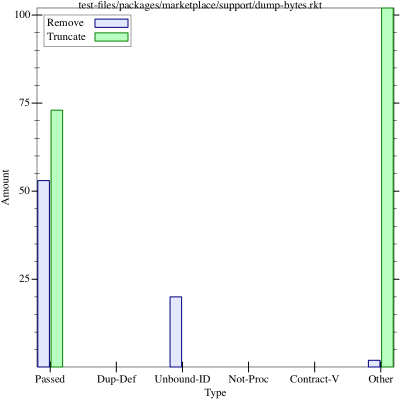 test-files/packages/marketplace/support/dump-bytes.rkt
Remove
Truncate
100
75
50
25
Amount
Passed Dup-Def Unbound-ID Not-Proc Contract-V Other
Type